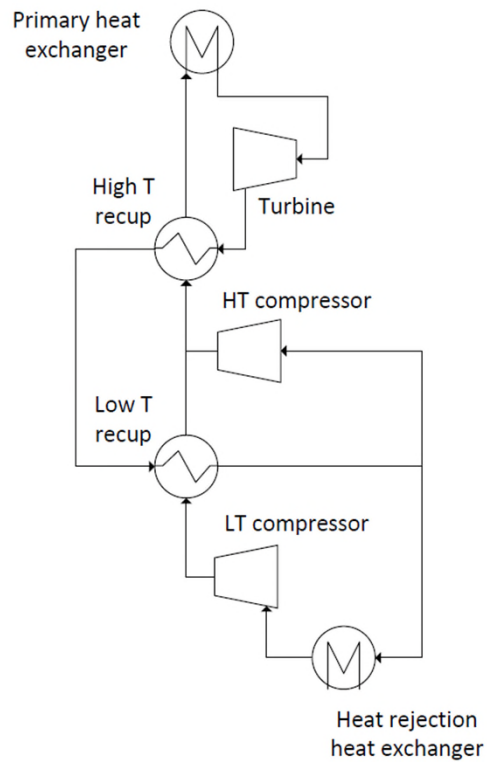 Primary heat
exchanger
High T
recup
Turbine
HT compressor
Low T
recup
LT compressor
Heat rejection
heat exchanger